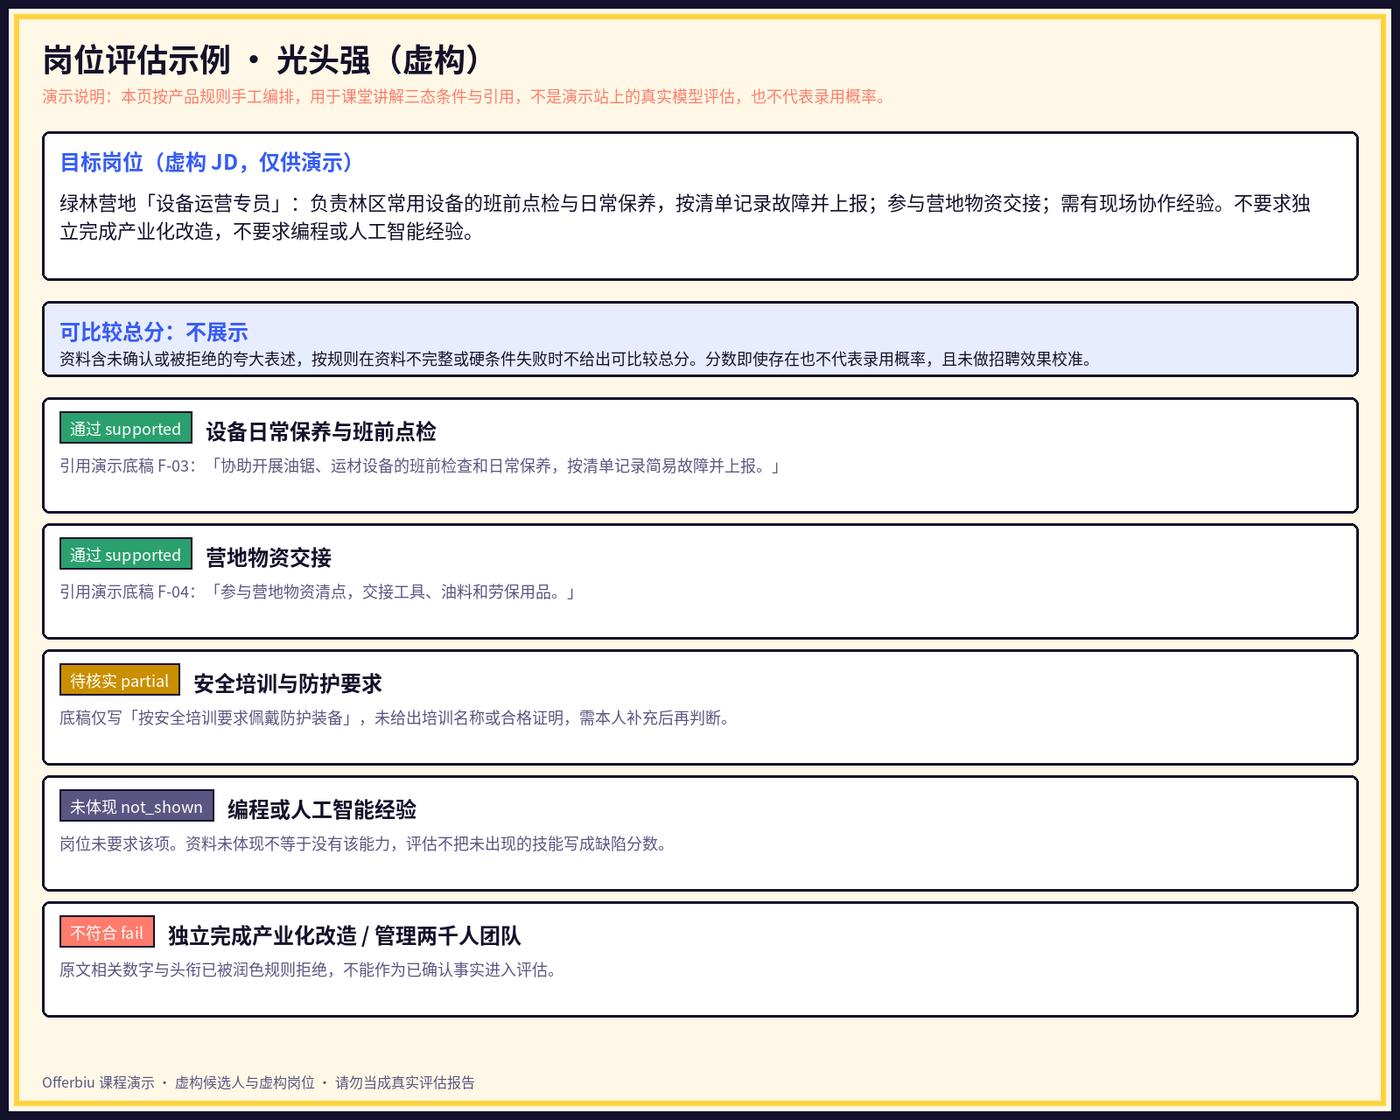 岗位评估示例 · 光头强（虚构）
演示说明：本页按产品规则手工编排，用于课堂讲解三态条件与引用，不是演示站上的真实模型评估，也不代表录用概率。
目标岗位（虚构 JD，仅供演示）
绿林营地「设备运营专员」：负责林区常用设备的班前点检与日常保养，按清单记录故障并上报；参与营地物资交接；需有现场协作经验。不要求独
立完成产业化改造，不要求编程或人工智能经验。
可比较总分：不展示
资料含未确认或被拒绝的夸大表述，按规则在资料不完整或硬条件失败时不给出可比较总分。分数即使存在也不代表录用概率，且未做招聘效果校准。
通过 supported 设备日常保养与班前点检
引用演示底稿 F-03：「协助开展油锯、运材设备的班前检查和日常保养，按清单记录简易故障并上报。」
通过 supported 营地物资交接
引用演示底稿 F-04：「参与营地物资清点，交接工具、油料和劳保用品。」
待核实 partial 安全培训与防护要求
底稿仅写「按安全培训要求佩戴防护装备」，未给出培训名称或合格证明，需本人补充后再判断。
未体现 not_shown 编程或人工智能经验
岗位未要求该项。资料未体现不等于没有该能力，评估不把未出现的技能写成缺陷分数。
不符合 fail 独立完成产业化改造 / 管理两千人团队
原文相关数字与头衔已被润色规则拒绝，不能作为已确认事实进入评估。
Offerbiu 课程演示 · 虚构候选人与虚构岗位 · 请勿当成真实评估报告